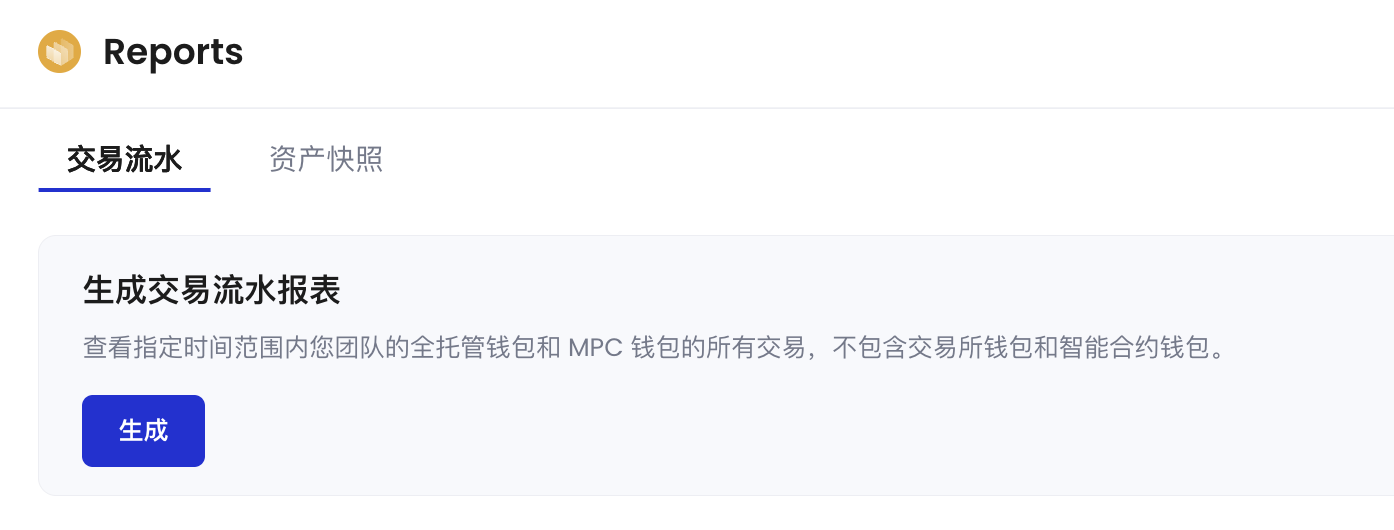 Reports
交易流水
资产快照
生成交易流水报表
查看指定时间范围内您团队的全托管钱包和 MPC 钱包的所有交易，不包含交易所钱包和智能合约钱包。
生成